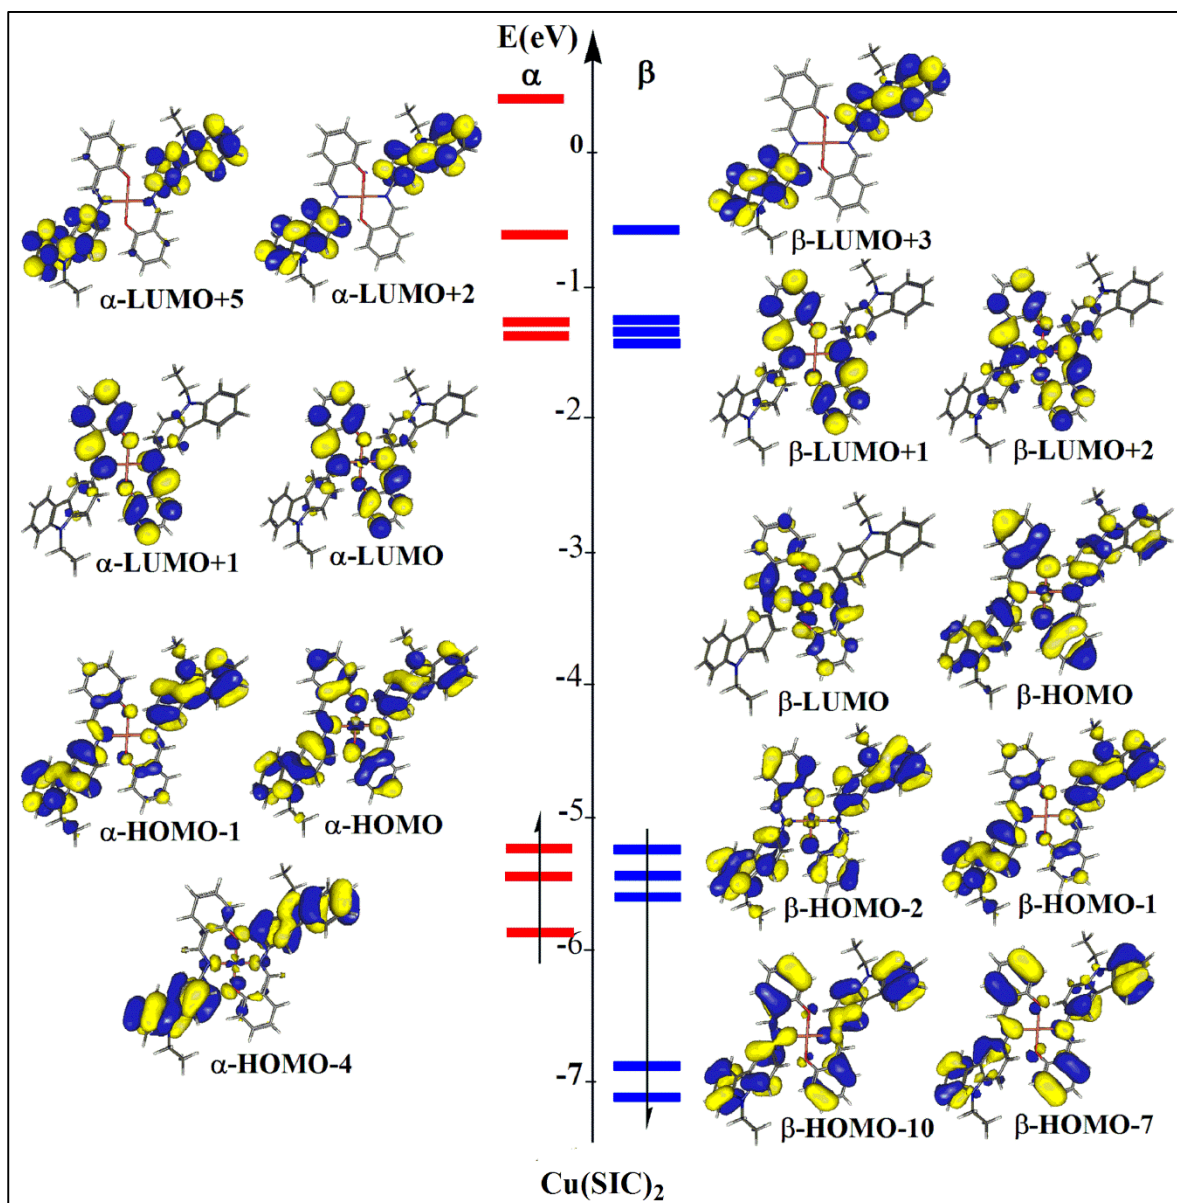 E(eV)
α β
0
-1
-2
-3
-4
-5
-6
-7
α-LUMO+5 α-LUMO+2
α-LUMO+1 α-LUMO
α-HOMO-1 α-HOMO
α-HOMO-4
β-LUMO+3
β-LUMO+1 β-LUMO+2
β-LUMO β-HOMO
β-HOMO-2 β-HOMO-1
β-HOMO-10 β-HOMO-7
Cu(SIC)₂